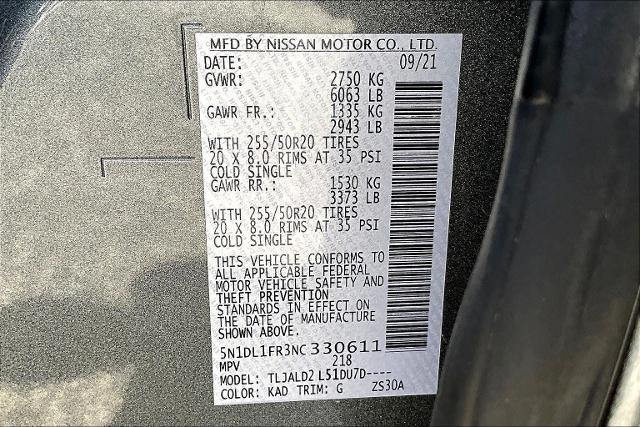 MFD BY NISSAN MOTOR CO., LTD.
DATE: 09/21
GVWR: 2750 KG
6063 LB
GAWR FR.: 1335 KG
2943 LB
WITH 255/50R20 TIRES
20 X 8.0 RIMS AT 35 PSI
COLD SINGLE
GAWR RR.: 1530 KG
3373 LB
WITH 255/50R20 TIRES
20 X 8.0 RIMS AT 35 PSI
COLD SINGLE
THIS VEHICLE CONFORMS TO
ALL APPLICABLE FEDERAL
MOTOR VEHICLE SAFETY AND
THEFT PREVENTION
STANDARDS IN EFFECT ON
THE DATE OF MANUFACTURE
SHOWN ABOVE.
5N1DL1FR3NC 330611
MPV 218
MODEL: TLJALD2 L51DU7D----
COLOR: KAD TRIM: G ZS30A